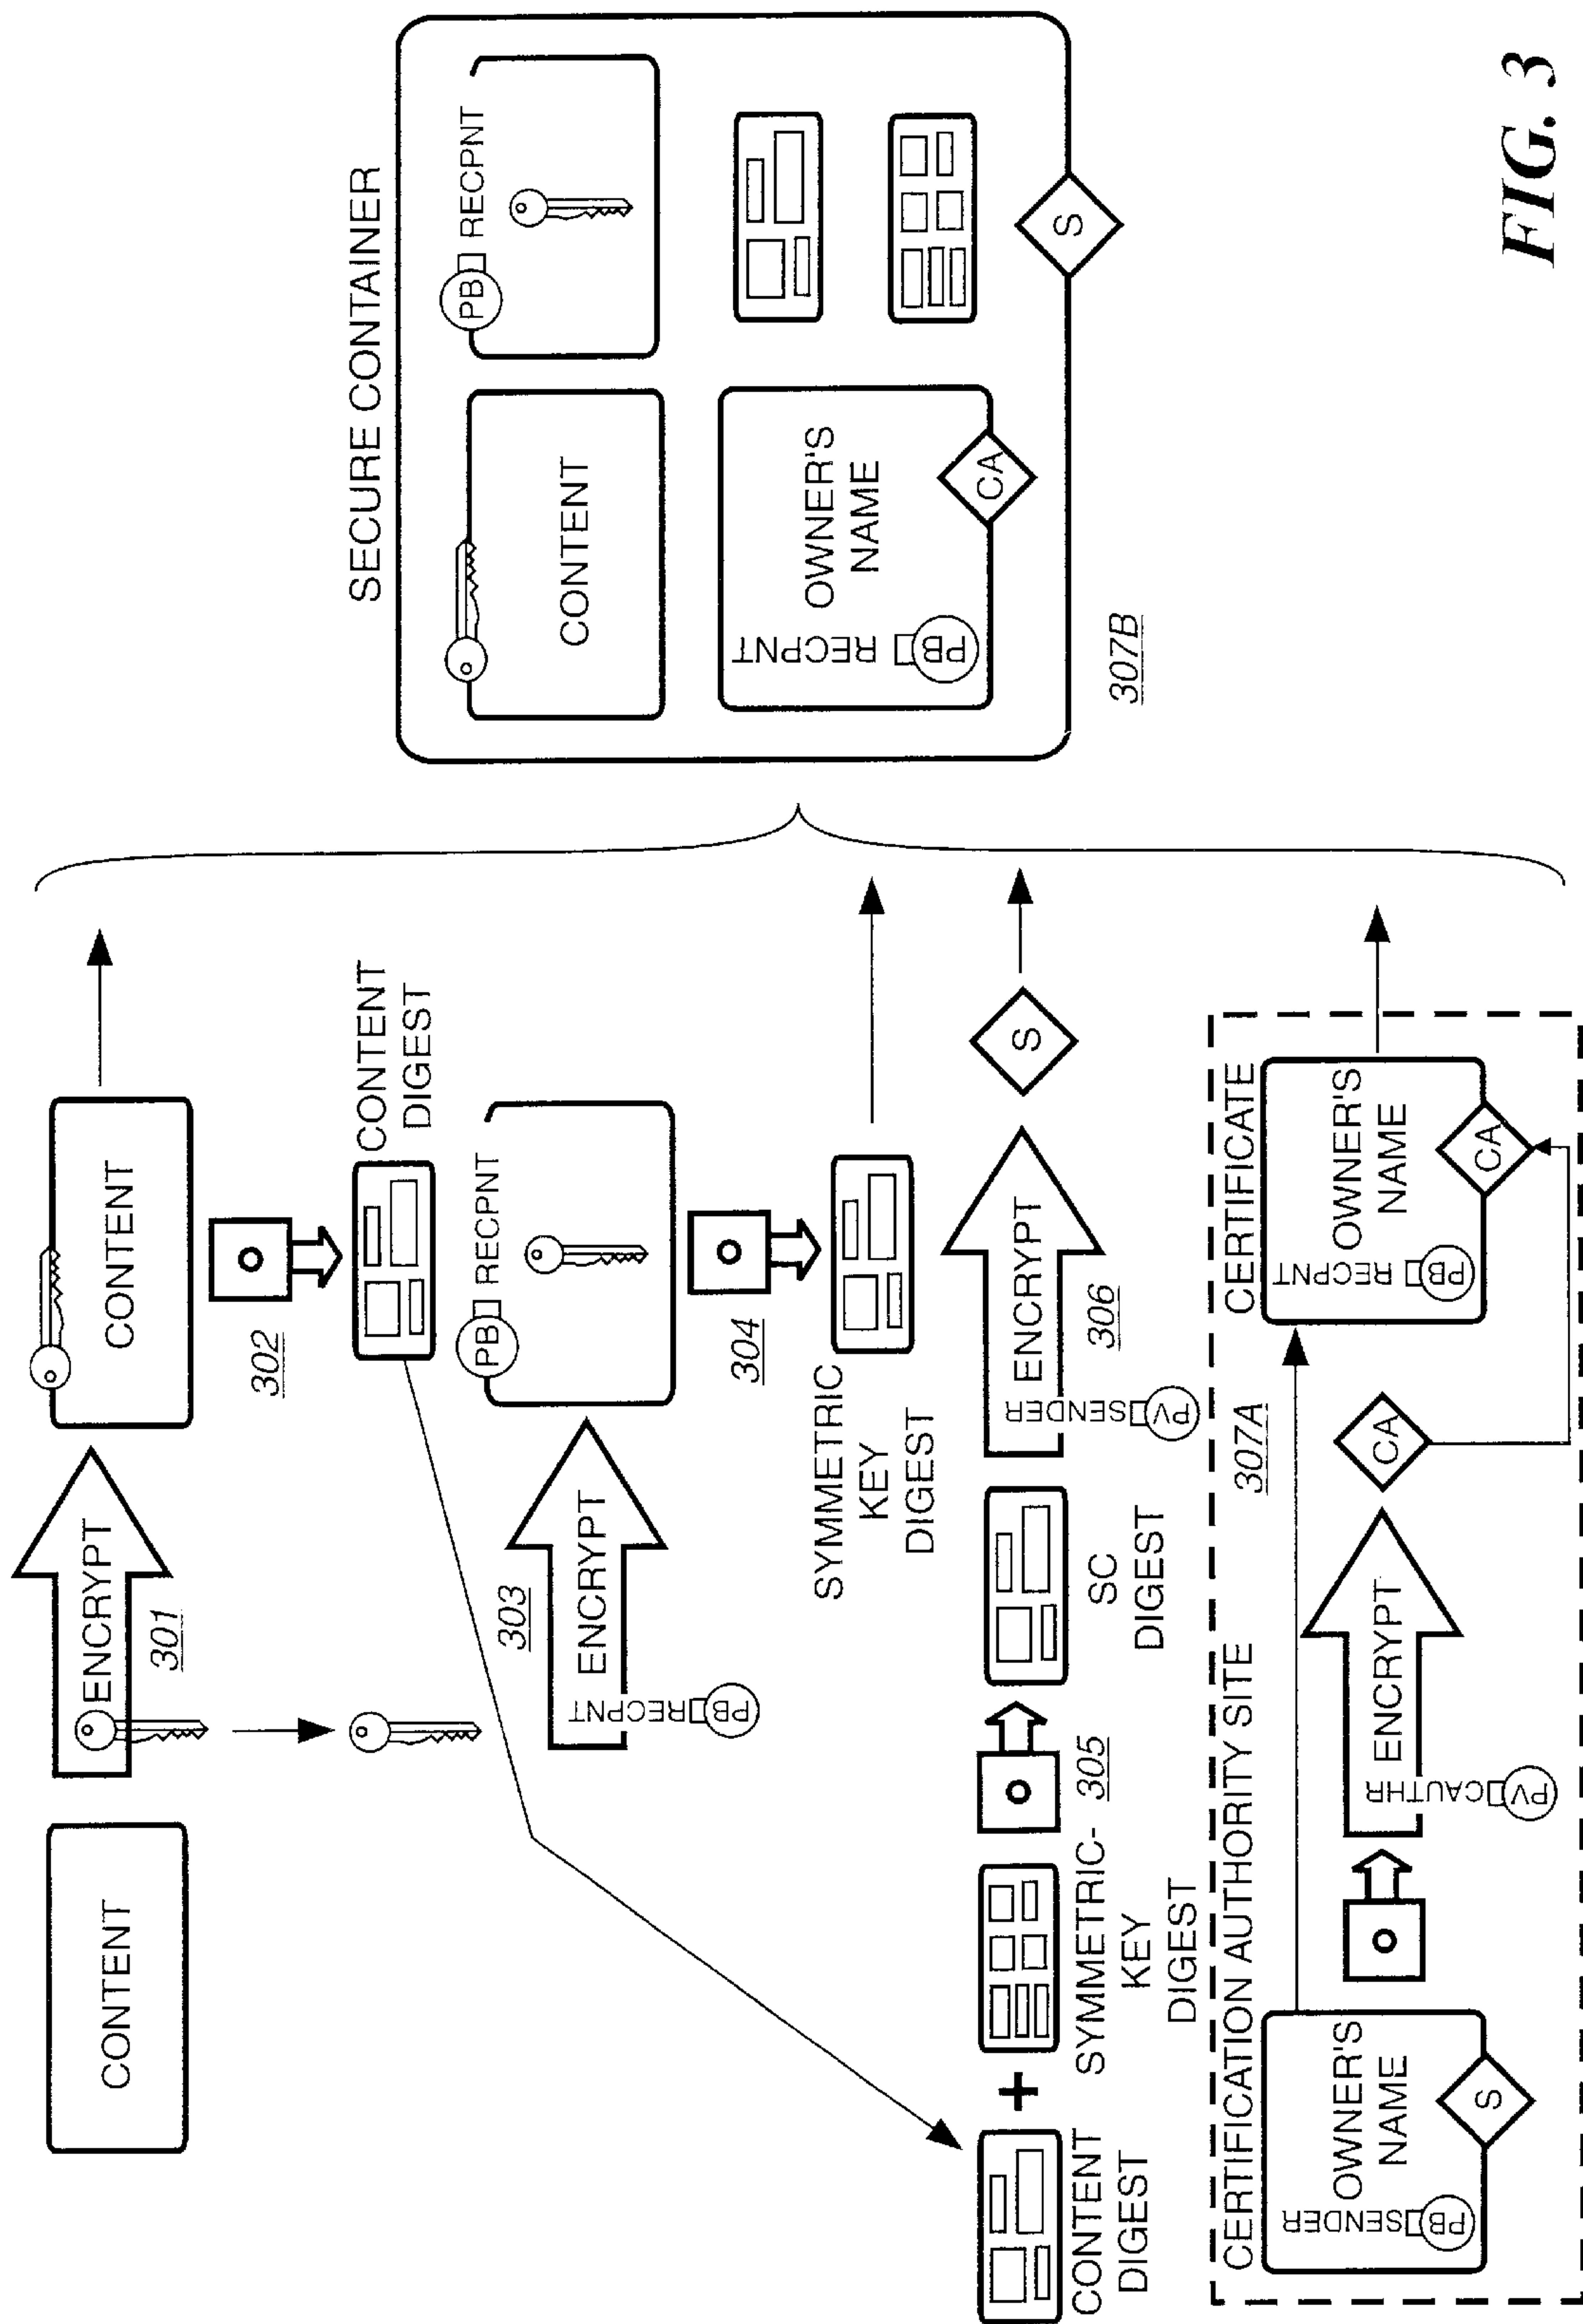 CONTENT
ENCRYPT
301
CONTENT
302
CONTENT
DIGEST
303
ENCRYPT
PB RECPNT
PB RECPNT
304
SYMMETRIC
KEY
DIGEST
CONTENT
DIGEST
+
SYMMETRIC-
KEY
DIGEST
305
SC
DIGEST
ENCRYPT
PV SENDER
306
S
CERTIFICATION AUTHORITY SITE
307A
OWNER'S
NAME
PB SENDER
S
ENCRYPT
PV CAUTHR
CA
CERTIFICATE
OWNER'S
NAME
PB RECPNT
CA
SECURE CONTAINER
CONTENT
PB RECPNT
OWNER'S
NAME
PB RECPNT
CA
S
307B
FIG. 3